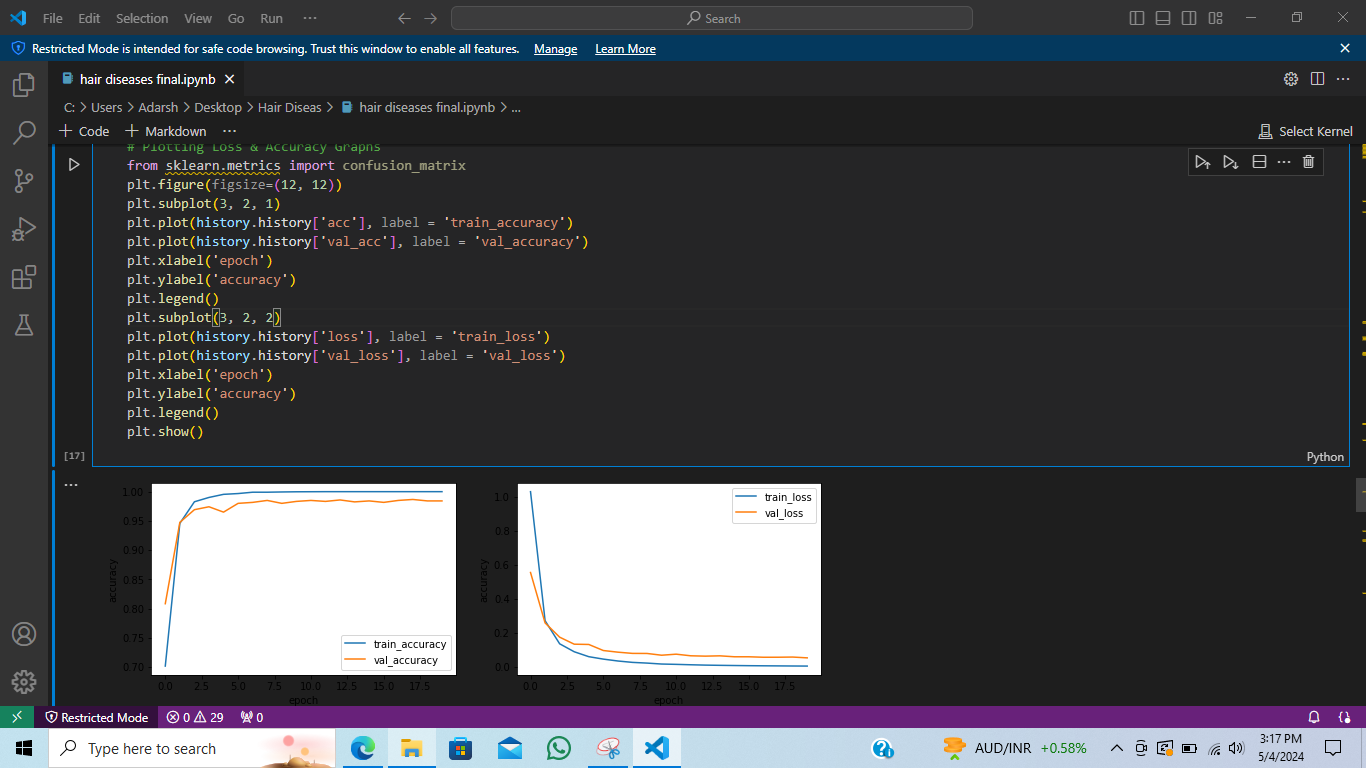 File Edit Selection View Go Run ··· Search
Restricted Mode is intended for safe code browsing. Trust this window to enable all features. Manage Learn More
hair diseases final.ipynb
C: > Users > Adarsh > Desktop > Hair Diseas > hair diseases final.ipynb > ...
+ Code + Markdown ··· Select Kernel
# Plotting Loss & Accuracy Graphs
from sklearn.metrics import confusion_matrix
plt.figure(figsize=(12, 12))
plt.subplot(3, 2, 1)
plt.plot(history.history['acc'], label = 'train_accuracy')
plt.plot(history.history['val_acc'], label = 'val_accuracy')
plt.xlabel('epoch')
plt.ylabel('accuracy')
plt.legend()
plt.subplot(3, 2, 2)
plt.plot(history.history['loss'], label = 'train_loss')
plt.plot(history.history['val_loss'], label = 'val_loss')
plt.xlabel('epoch')
plt.ylabel('accuracy')
plt.legend()
plt.show()
[17] Python
accuracy
1.00
0.95
0.90
0.85
0.80
0.75
0.70
train_accuracy
val_accuracy
0.0 2.5 5.0 7.5 10.0 12.5 15.0 17.5
epoch
accuracy
1.0
0.8
0.6
0.4
0.2
0.0
train_loss
val_loss
0.0 2.5 5.0 7.5 10.0 12.5 15.0 17.5
epoch
Restricted Mode 0 29 0
Type here to search AUD/INR +0.58% 3:17 PM
5/4/2024